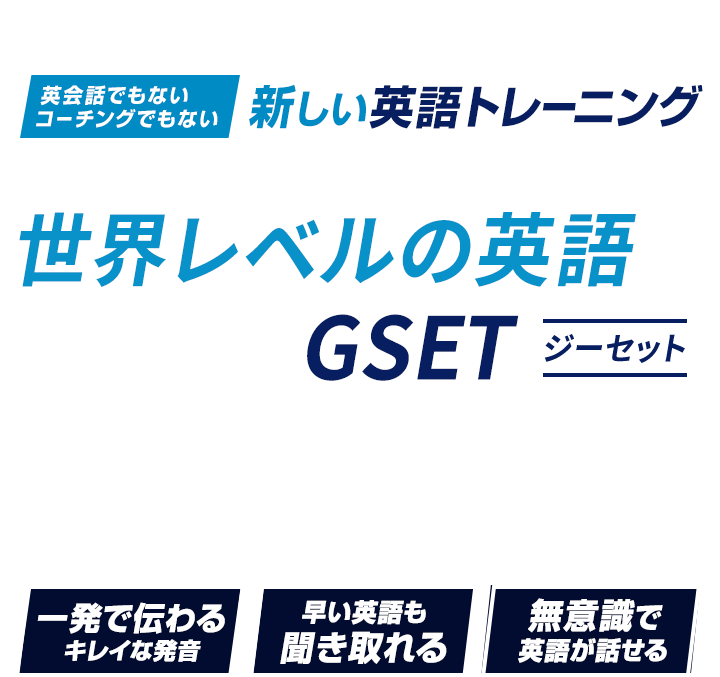 英会話でもない
コーチングでもない
新しい英語トレーニング
世界レベルの英語
GSET ジーセット
一発で伝わる
キレイな発音
早い英語も
聞き取れる
無意識で
英語が話せる